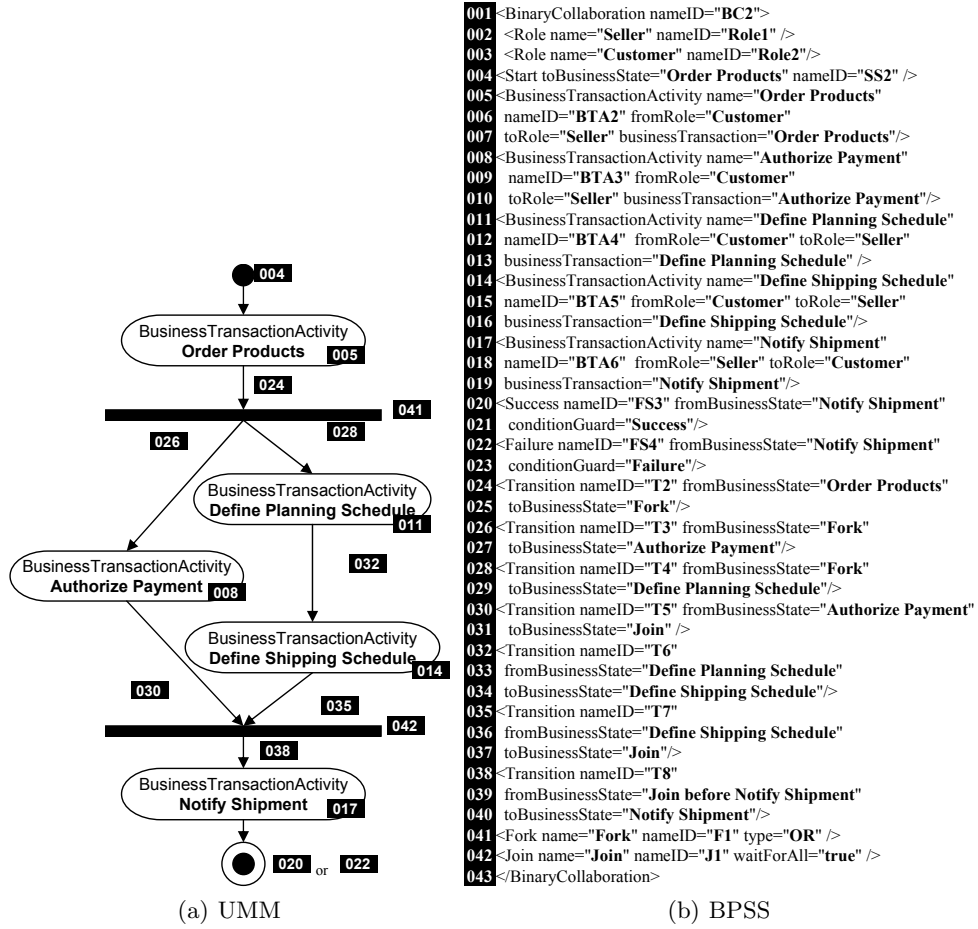 004
BusinessTransactionActivity
Order Products
005
024
041
026
028
BusinessTransactionActivity
Define Planning Schedule
011
032
BusinessTransactionActivity
Authorize Payment
008
BusinessTransactionActivity
Define Shipping Schedule
014
030
035
042
038
BusinessTransactionActivity
Notify Shipment
017
020 or 022
(a) UMM
001 <BinaryCollaboration nameID="BC2">
002 <Role name="Seller" nameID="Role1" />
003 <Role name="Customer" nameID="Role2"/>
004 <Start toBusinessState="Order Products" nameID="SS2" />
005 <BusinessTransactionActivity name="Order Products"
006 nameID="BTA2" fromRole="Customer"
007 toRole="Seller" businessTransaction="Order Products"/>
008 <BusinessTransactionActivity name="Authorize Payment"
009 nameID="BTA3" fromRole="Customer"
010 toRole="Seller" businessTransaction="Authorize Payment"/>
011 <BusinessTransactionActivity name="Define Planning Schedule"
012 nameID="BTA4" fromRole="Customer" toRole="Seller"
013 businessTransaction="Define Planning Schedule" />
014 <BusinessTransactionActivity name="Define Shipping Schedule"
015 nameID="BTA5" fromRole="Customer" toRole="Seller"
016 businessTransaction="Define Shipping Schedule"/>
017 <BusinessTransactionActivity name="Notify Shipment"
018 nameID="BTA6" fromRole="Seller" toRole="Customer"
019 businessTransaction="Notify Shipment"/>
020 <Success nameID="FS3" fromBusinessState="Notify Shipment"
021 conditionGuard="Success"/>
022 <Failure nameID="FS4" fromBusinessState="Notify Shipment"
023 conditionGuard="Failure"/>
024 <Transition nameID="T2" fromBusinessState="Order Products"
025 toBusinessState="Fork"/>
026 <Transition nameID="T3" fromBusinessState="Fork"
027 toBusinessState="Authorize Payment"/>
028 <Transition nameID="T4" fromBusinessState="Fork"
029 toBusinessState="Define Planning Schedule"/>
030 <Transition nameID="T5" fromBusinessState="Authorize Payment"
031 toBusinessState="Join" />
032 <Transition nameID="T6"
033 fromBusinessState="Define Planning Schedule"
034 toBusinessState="Define Shipping Schedule"/>
035 <Transition nameID="T7"
036 fromBusinessState="Define Shipping Schedule"
037 toBusinessState="Join"/>
038 <Transition nameID="T8"
039 fromBusinessState="Join before Notify Shipment"
040 toBusinessState="Notify Shipment"/>
041 <Fork name="Fork" nameID="F1" type="OR" />
042 <Join name="Join" nameID="J1" waitForAll="true" />
043 </BinaryCollaboration>
(b) BPSS